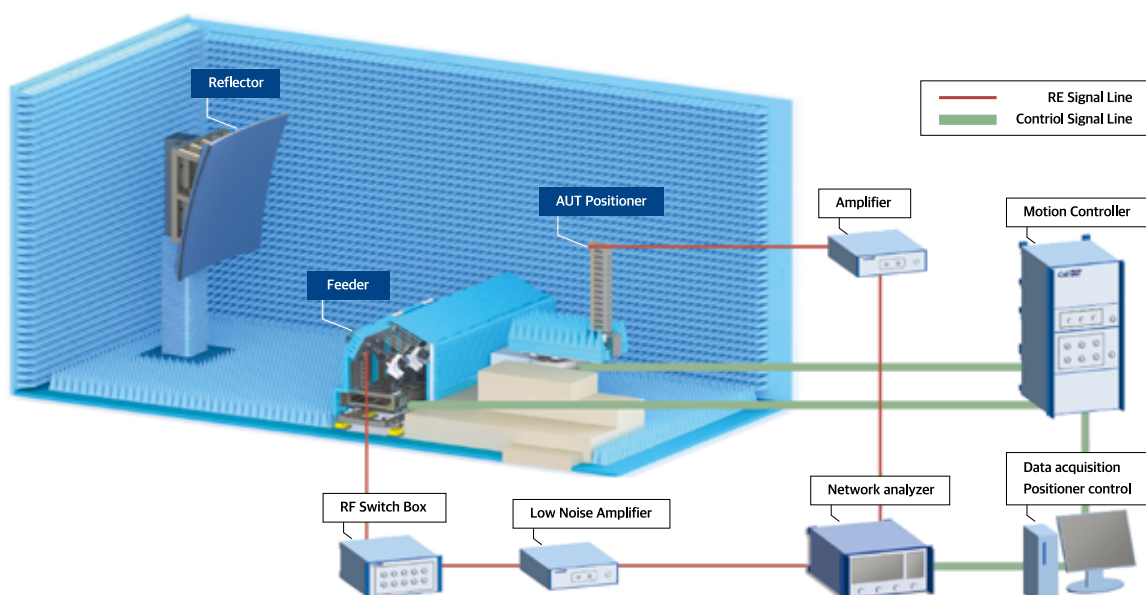 Reflector
RE Signal Line
Contriol Signal Line
AUT Positioner
Amplifier
Motion Controller
Feeder
RF Switch Box
Low Noise Amplifier
Network analyzer
Data acquisition
Positioner control